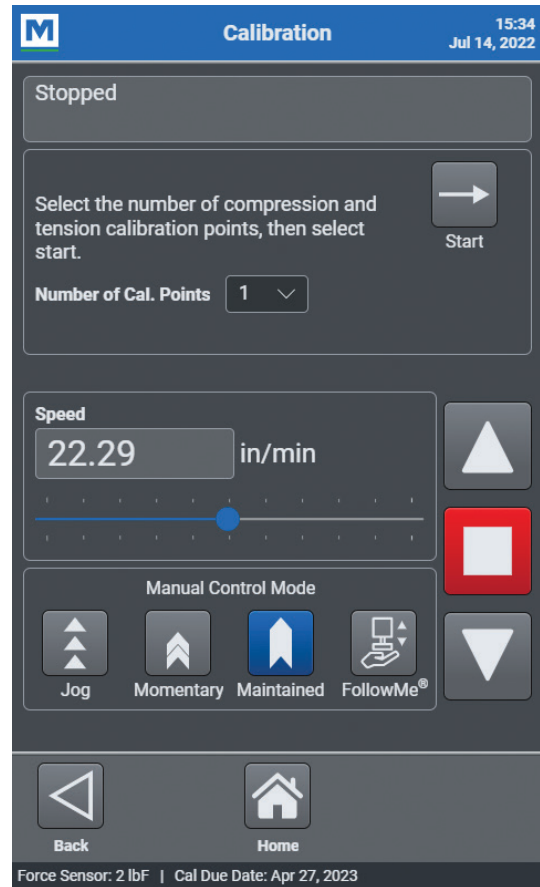 M
Calibration
15:34
Jul 14, 2022
Stopped
Select the number of compression and
tension calibration points, then select
start.
Start
Number of Cal. Points 1
Speed
22.29 in/min
Manual Control Mode
Jog Momentary Maintained FollowMe®
Back Home
Force Sensor: 2 lbF | Cal Due Date: Apr 27, 2023